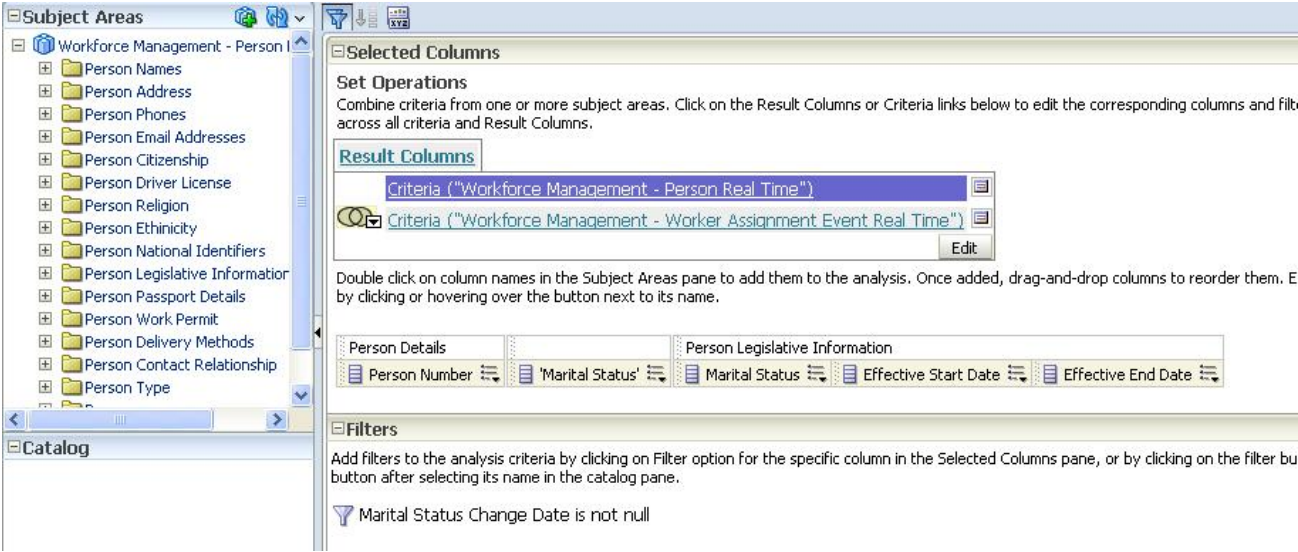 Subject Areas
Workforce Management - Person
Person Names
Person Address
Person Phones
Person Email Addresses
Person Citizenship
Person Driver License
Person Religion
Person Ethinicity
Person National Identifiers
Person Legislative Information
Person Passport Details
Person Work Permit
Person Delivery Methods
Person Contact Relationship
Person Type
Catalog
XYZ
Selected Columns
Set Operations
Combine criteria from one or more subject areas. Click on the Result Columns or Criteria links below to edit the corresponding columns and filt
across all criteria and Result Columns.
Result Columns
Criteria ("Workforce Management - Person Real Time")
Criteria ("Workforce Management - Worker Assignment Event Real Time")
Edit
Double click on column names in the Subject Areas pane to add them to the analysis. Once added, drag-and-drop columns to reorder them. E
by clicking or hovering over the button next to its name.
Person Details Person Legislative Information
Person Number 'Marital Status' Marital Status Effective Start Date Effective End Date
Filters
Add filters to the analysis criteria by clicking on Filter option for the specific column in the Selected Columns pane, or by clicking on the filter bu
button after selecting its name in the catalog pane.
Marital Status Change Date is not null